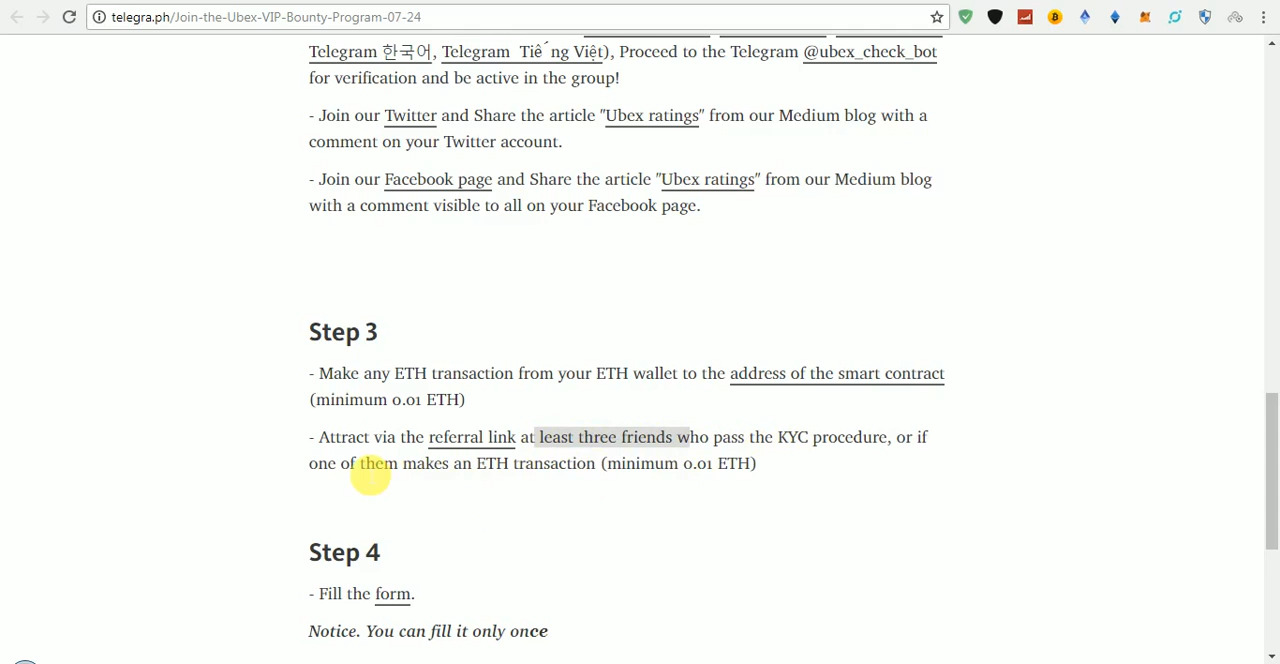 telegra.ph/Join-the-Ubex-VIP-Bounty-Program-07-24
Telegram 한국어, Telegram Tiếng Việt), Proceed to the Telegram @ubex_check_bot
for verification and be active in the group!
- Join our Twitter and Share the article "Ubex ratings" from our Medium blog with a
comment on your Twitter account.
- Join our Facebook page and Share the article "Ubex ratings" from our Medium blog
with a comment visible to all on your Facebook page.
Step 3
- Make any ETH transaction from your ETH wallet to the address of the smart contract
(minimum 0.01 ETH)
- Attract via the referral link at least three friends who pass the KYC procedure, or if
one of them makes an ETH transaction (minimum 0.01 ETH)
Step 4
- Fill the form.
Notice. You can fill it only once